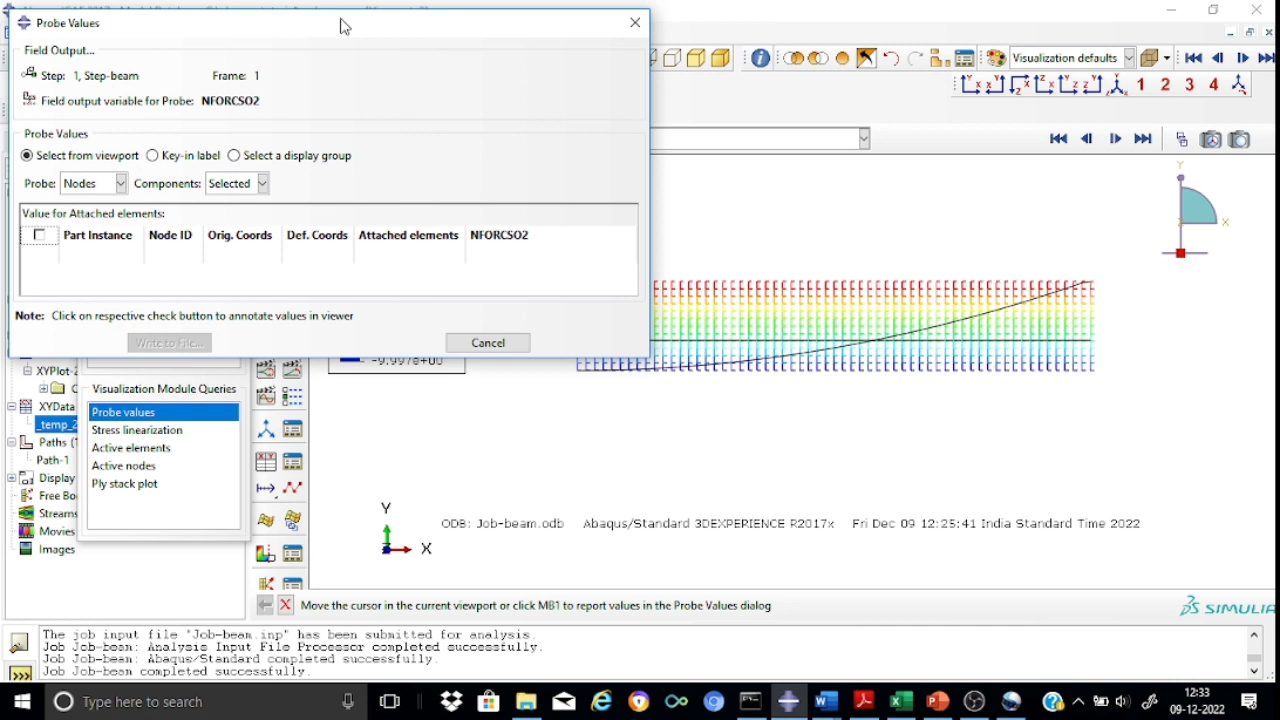 Probe Values
Field Output...
Step: 1, Step-beam Frame: 1
Field output variable for Probe: NFORCSO2
Probe Values
Select from viewport Key-in label Select a display group
Probe: Nodes Components: Selected
Value for Attached elements:
Part Instance Node ID Orig. Coords Def. Coords Attached elements NFORCSO2
Note: Click on respective check button to annotate values in viewer
Write to File... Cancel
Visualization defaults
1 2 3 4
Y
X
Z
-9.997e+00
XYPlot-2
XYData
_temp_2
Paths (1
Path-1
Display
Free Bo
Streams
Movies
Images
Visualization Module Queries
Probe values
Stress linearization
Active elements
Active nodes
Ply stack plot
Y
X
ODB: Job-beam.odb Abaqus/Standard 3DEXPERIENCE R2017x Fri Dec 09 12:25:41 India Standard Time 2022
Move the cursor in the current viewport or click MB1 to report values in the Probe Values dialog
SIMULIA
The job input file "Job-beam.inp" has been submitted for analysis.
Job Job-beam: Analysis Input File Processor completed successfully.
Job Job-beam: Abaqus/Standard completed successfully.
Job Job-beam completed successfully.
>>>
Type here to search
12:33
09-12-2022